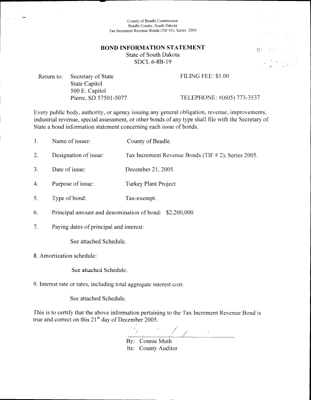 County of Beadle Commission
Beadle County, South Dakota
Tax Increment Revenue Bonds (TIF #2), Series 2005
BOND INFORMATION STATEMENT
State of South Dakota
SDCL 6-8B-19
Return to: Secretary of State FILING FEE: $1.00
State Capitol
500 E. Capitol
Pierre, SD 57501-5077 TELEPHONE: #(605) 773-3537
Every public body, authority, or agency issuing any general obligation, revenue, improvements,
industrial revenue, special assessment, or other bonds of any type shall file with the Secretary of
State a bond information statement concerning each issue of bonds.
1. Name of issuer: County of Beadle.
2. Designation of issue: Tax Increment Revenue Bonds (TIF # 2), Series 2005.
3. Date of issue: December 21, 2005.
4. Purpose of issue: Turkey Plant Project
5. Type of bond: Tax-exempt.
6. Principal amount and denomination of bond: $2,200,000
7. Paying dates of principal and interest:
See attached Schedule.
8. Amortization schedule:
See attached Schedule.
9. Interest rate or rates, including total aggregate interest cost:
See attached Schedule.
This is to certify that the above information pertaining to the Tax Increment Revenue Bond is
true and correct on this 21st day of December 2005.
By: Connie Muth
Its: County Auditor